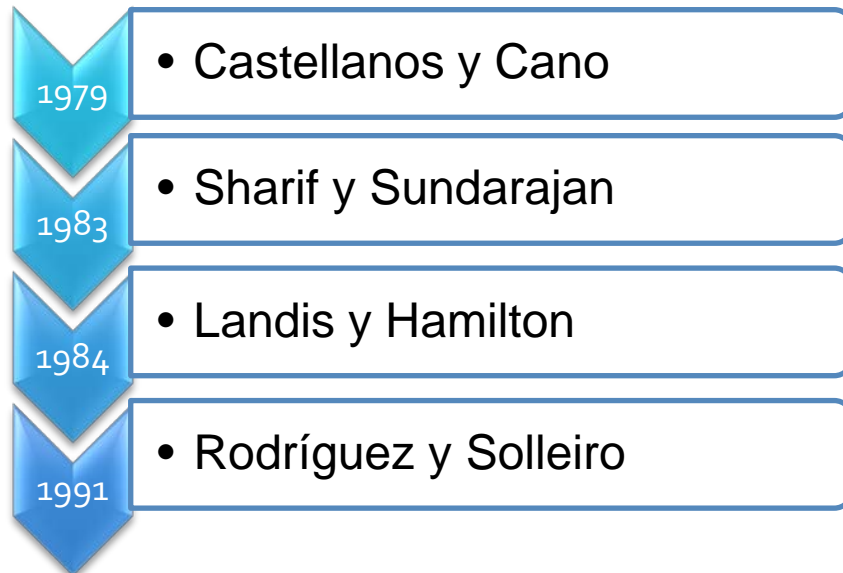 1979
• Castellanos y Cano
1983
• Sharif y Sundarajan
1984
• Landis y Hamilton
1991
• Rodríguez y Solleiro